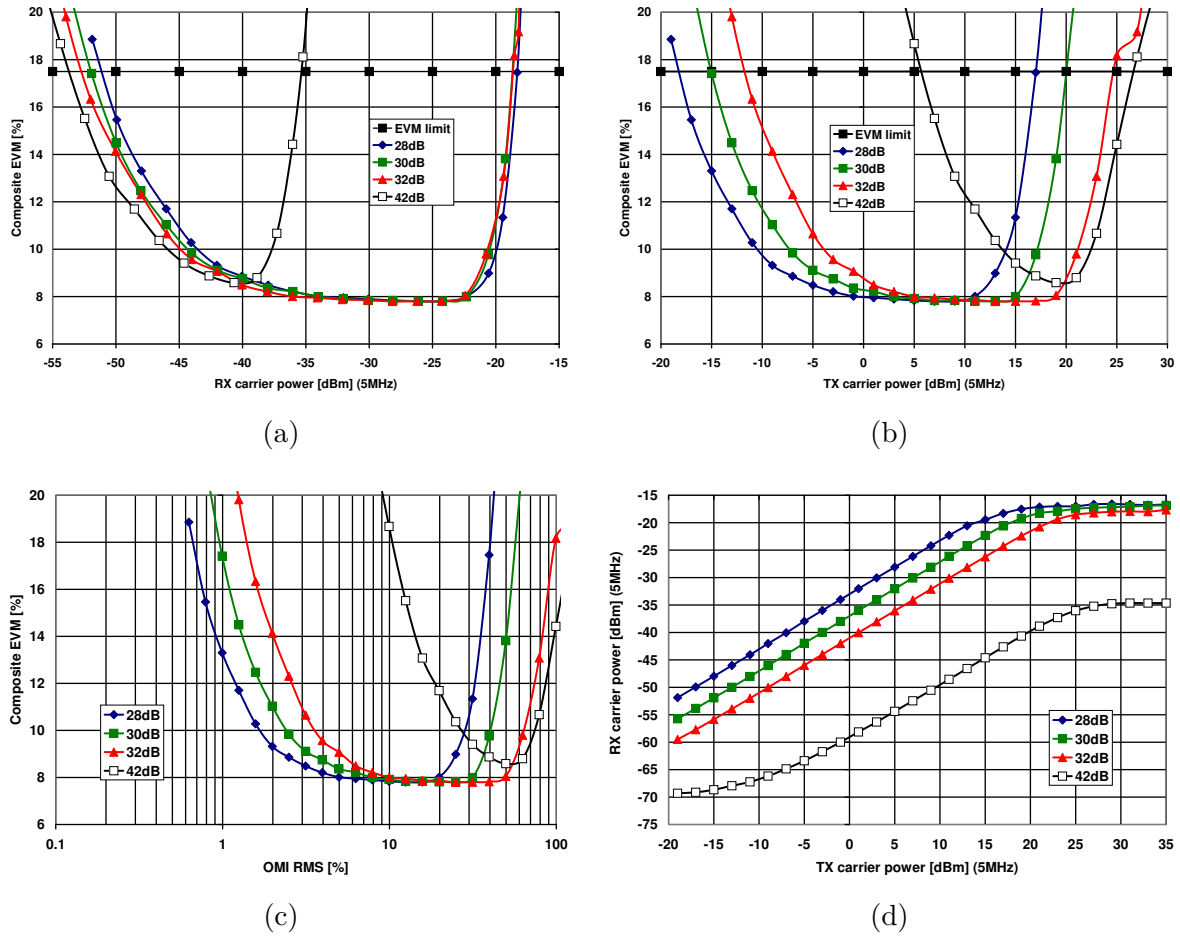 20
18
16
14
12
10
8
6
Composite EVM [%]
EVM limit
28dB
30dB
32dB
42dB
-55 -50 -45 -40 -35 -30 -25 -20 -15
RX carrier power [dBm] (5MHz)
(a)
20
18
16
14
12
10
8
6
Composite EVM [%]
EVM limit
28dB
30dB
32dB
42dB
-20 -15 -10 -5 0 5 10 15 20 25 30
TX carrier power [dBm] (5MHz)
(b)
20
18
16
14
12
10
8
6
Composite EVM [%]
28dB
30dB
32dB
42dB
0.1 1 10 100
OMI RMS [%]
(c)
-15
-20
-25
-30
-35
-40
-45
-50
-55
-60
-65
-70
-75
RX carrier power [dBm] (5MHz)
28dB
30dB
32dB
42dB
-20 -15 -10 -5 0 5 10 15 20 25 30 35
TX carrier power [dBm] (5MHz)
(d)